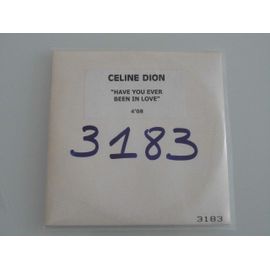 CELINE DION
"HAVE YOU EVER
BEEN IN LOVE"
4'08
3183
3183